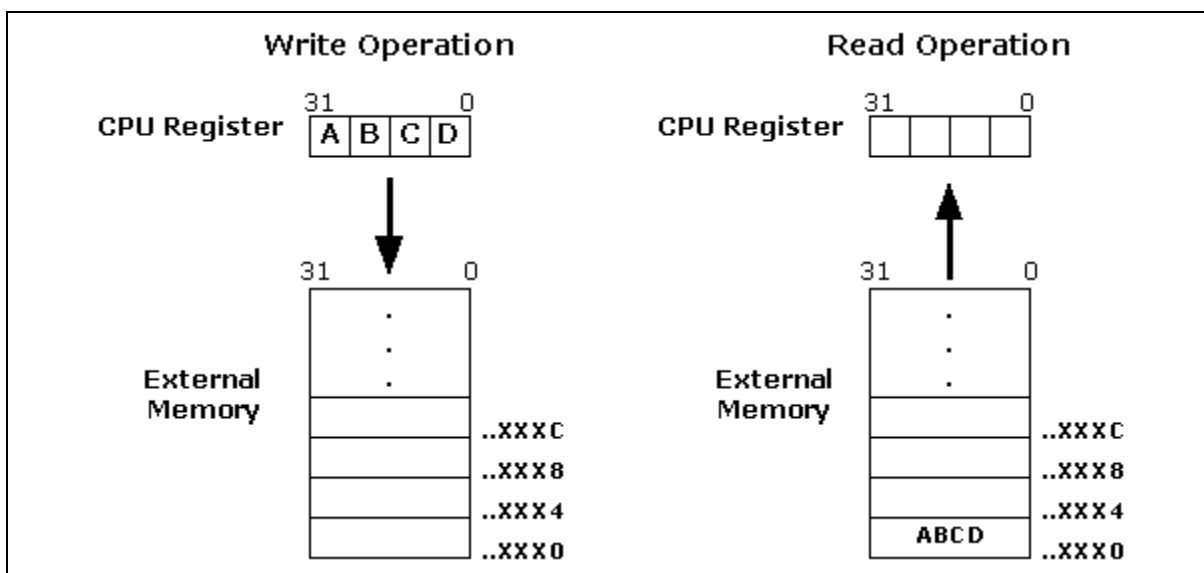 Write Operation
31 0
CPU Register A B C D
31 0
.
.
.
External
Memory
..XXXC
..XXX8
..XXX4
..XXX0
Read Operation
31 0
CPU Register
31 0
.
.
.
External
Memory
..XXXC
..XXX8
..XXX4
ABCD
..XXX0